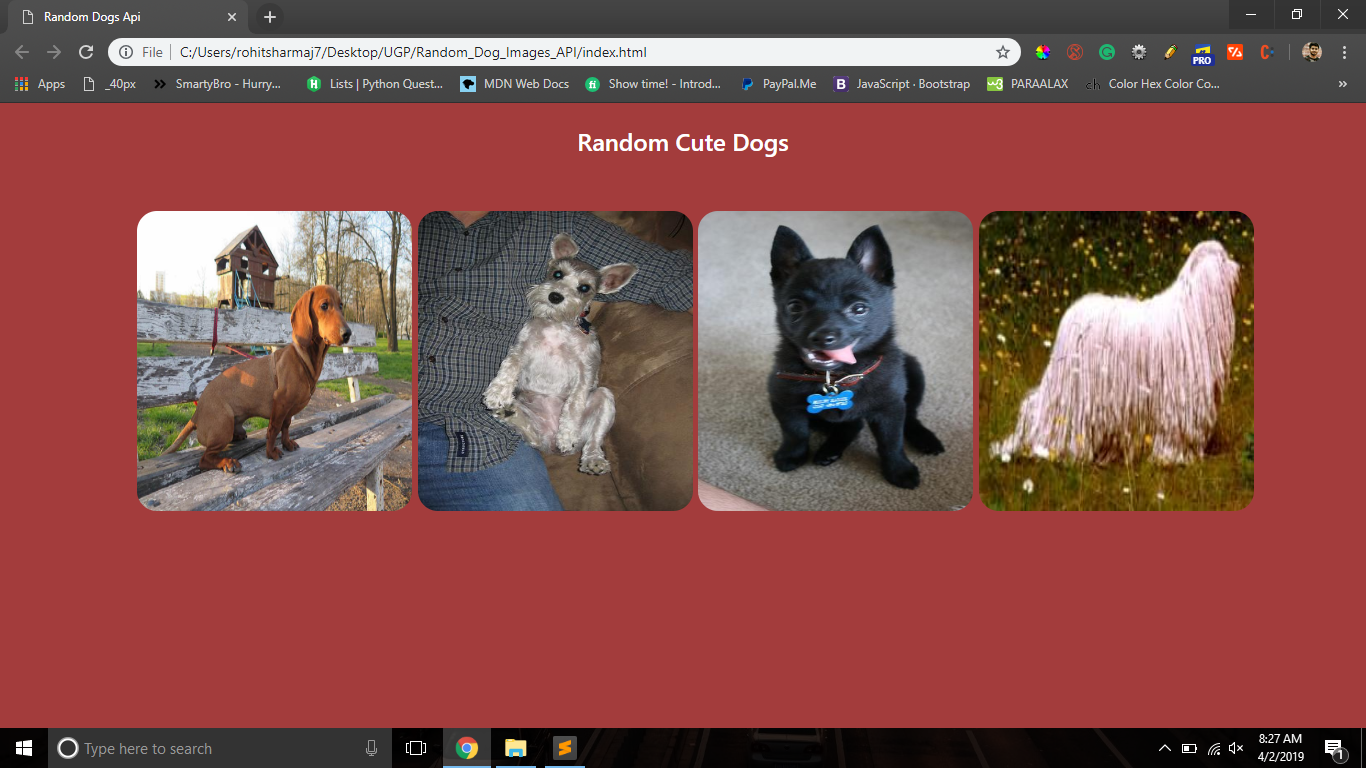 Random Dogs Api
File
C:/Users/rohitsharmaj7/Desktop/UGP/Random_Dog_Images_API/index.html
PRO
Apps
_40px
SmartyBro - Hurry...
Lists | Python Quest...
MDN Web Docs
Show time! - Introd...
PayPal.Me
B
JavaScript · Bootstrap
w3
PARAALAX
ch
Color Hex Color Co...
»
Random Cute Dogs
Type here to search
8:27 AM
4/2/2019
1